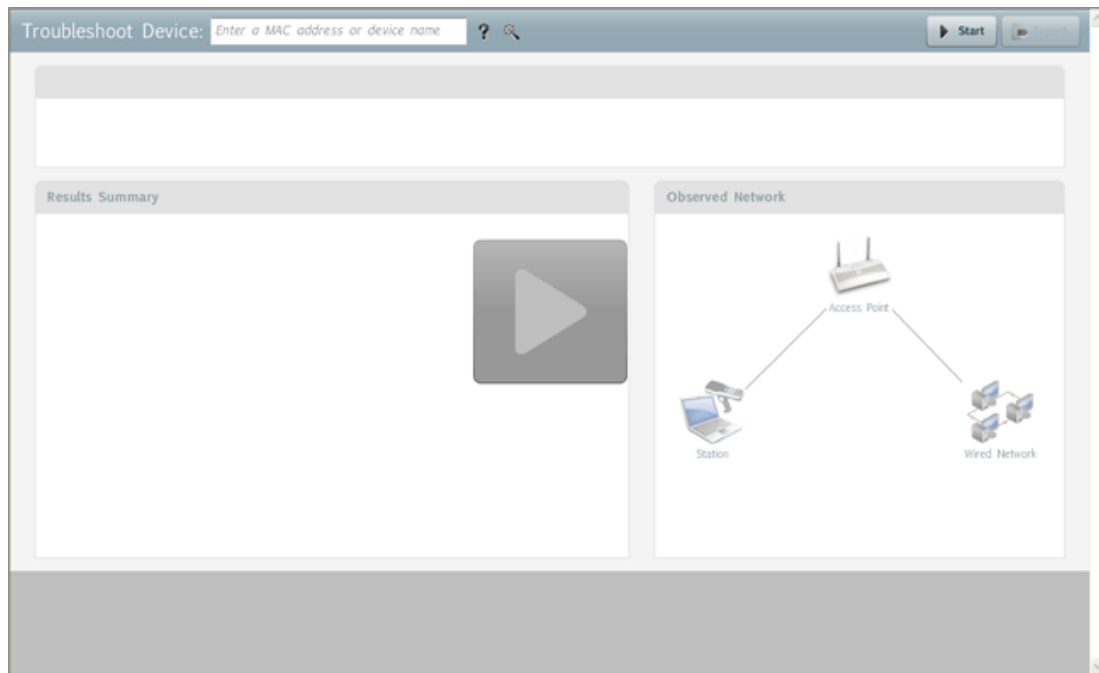 Troubleshoot Device: Enter a MAC address or device name ? Start
Results Summary
Observed Network
Access Point
Station
Wired Network